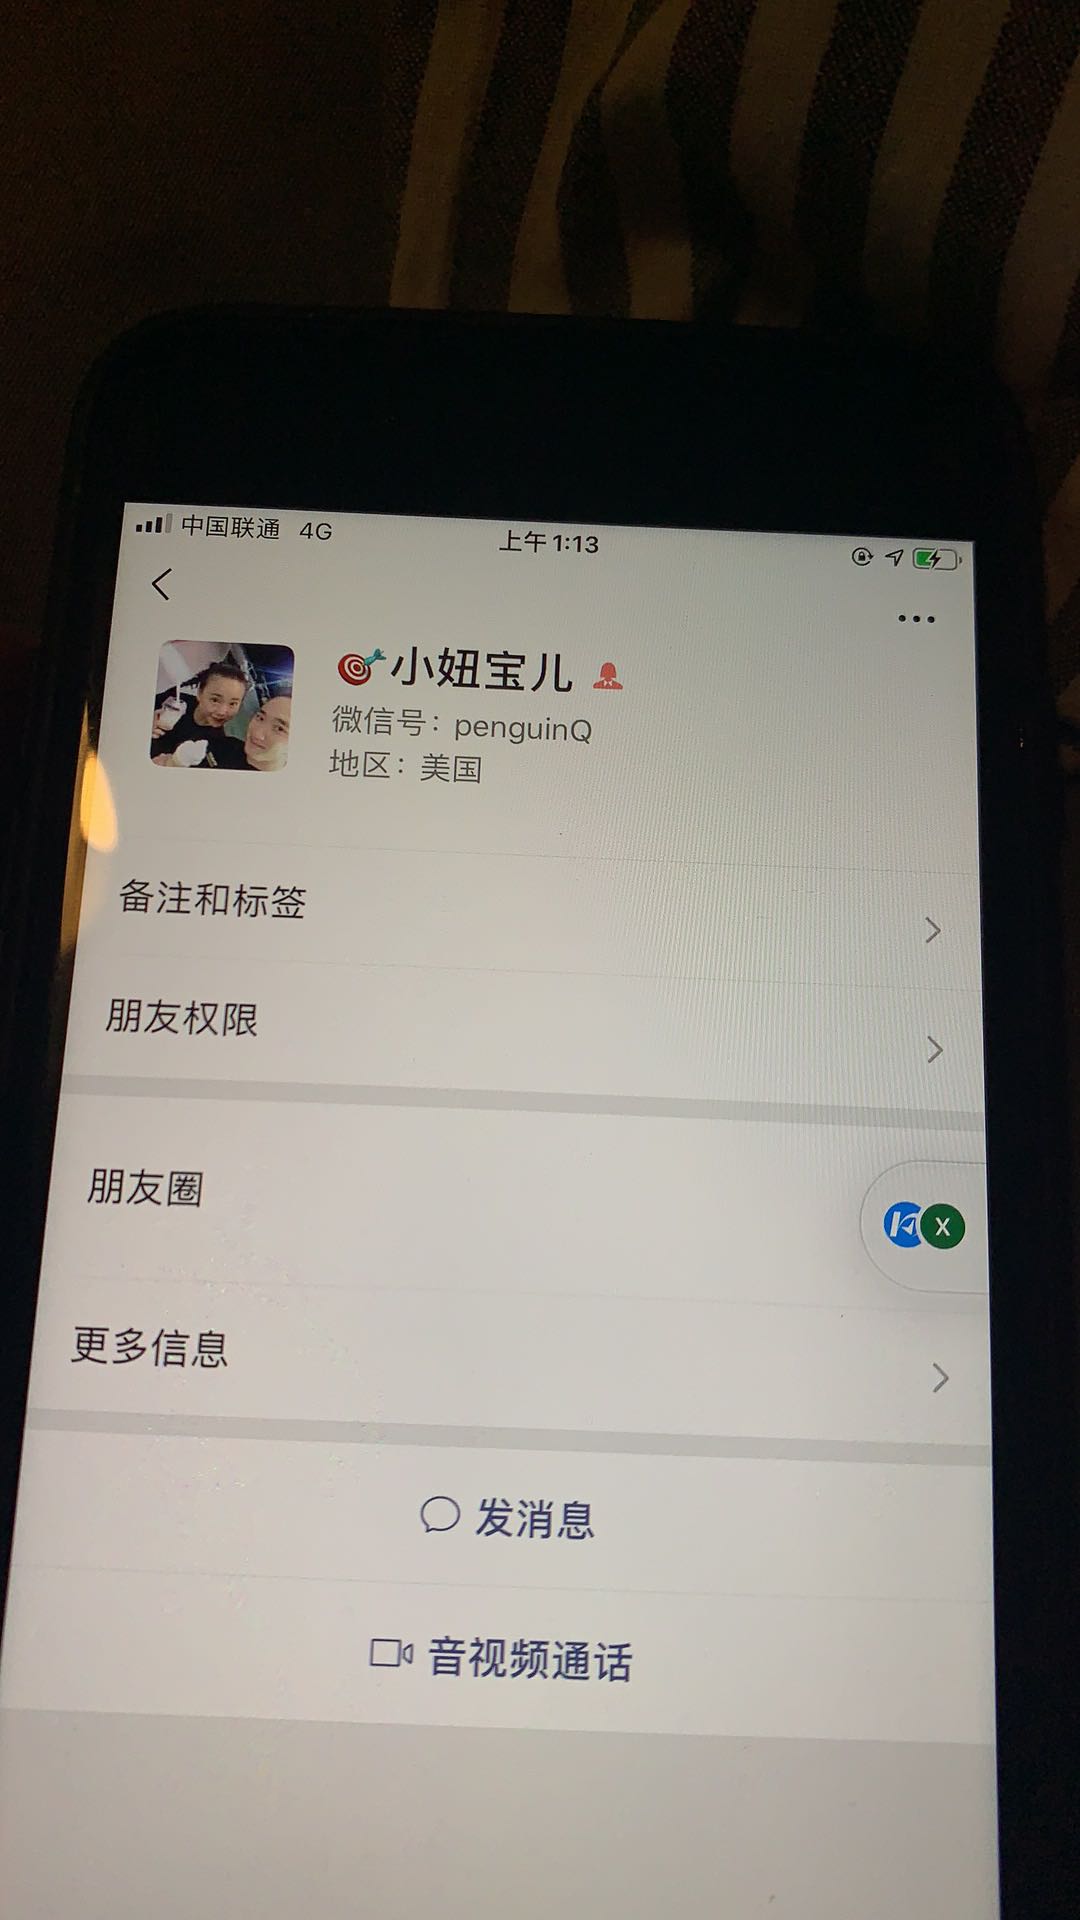 中国联通 4G 上午1:13
小妞宝儿
微信号：penguinQ
地区：美国
备注和标签
朋友权限
朋友圈
X
更多信息
发消息
音视频通话